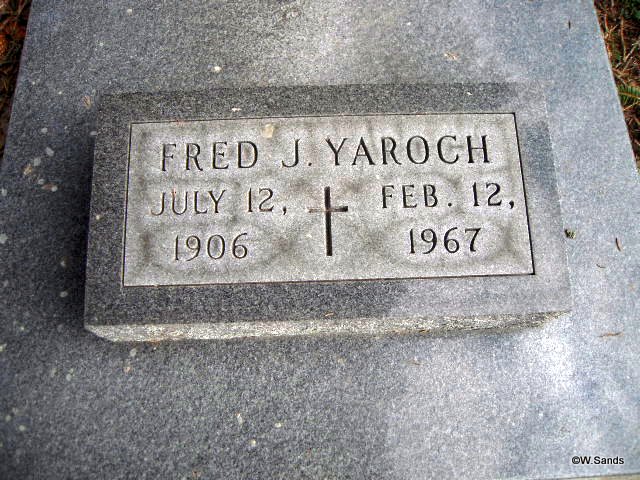 FRED J. YAROCH
JULY 12, FEB. 12,
1906 1967
©W.Sands